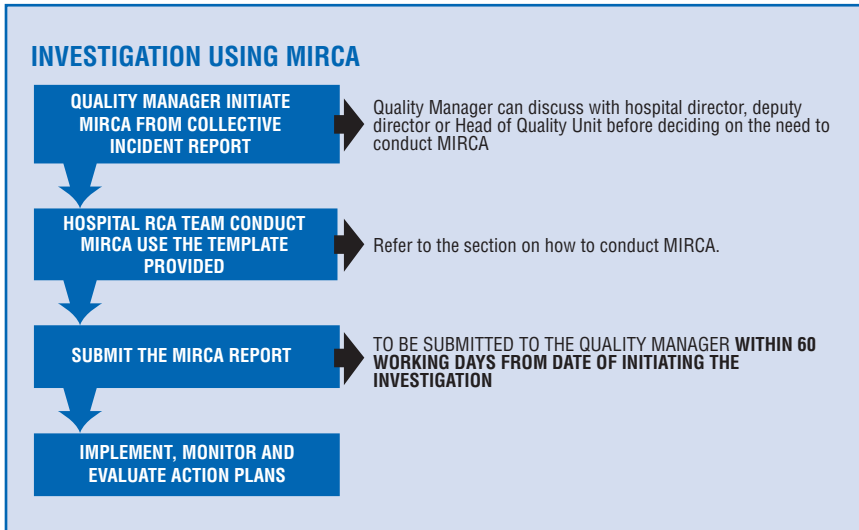 INVESTIGATION USING MIRCA
QUALITY MANAGER INITIATE
MIRCA FROM COLLECTIVE
INCIDENT REPORT
Quality Manager can discuss with hospital director, deputy
director or Head of Quality Unit before deciding on the need to
conduct MIRCA
HOSPITAL RCA TEAM CONDUCT
MIRCA USE THE TEMPLATE
PROVIDED
Refer to the section on how to conduct MIRCA.
SUBMIT THE MIRCA REPORT
TO BE SUBMITTED TO THE QUALITY MANAGER WITHIN 60
WORKING DAYS FROM DATE OF INITIATING THE
INVESTIGATION
IMPLEMENT, MONITOR AND
EVALUATE ACTION PLANS